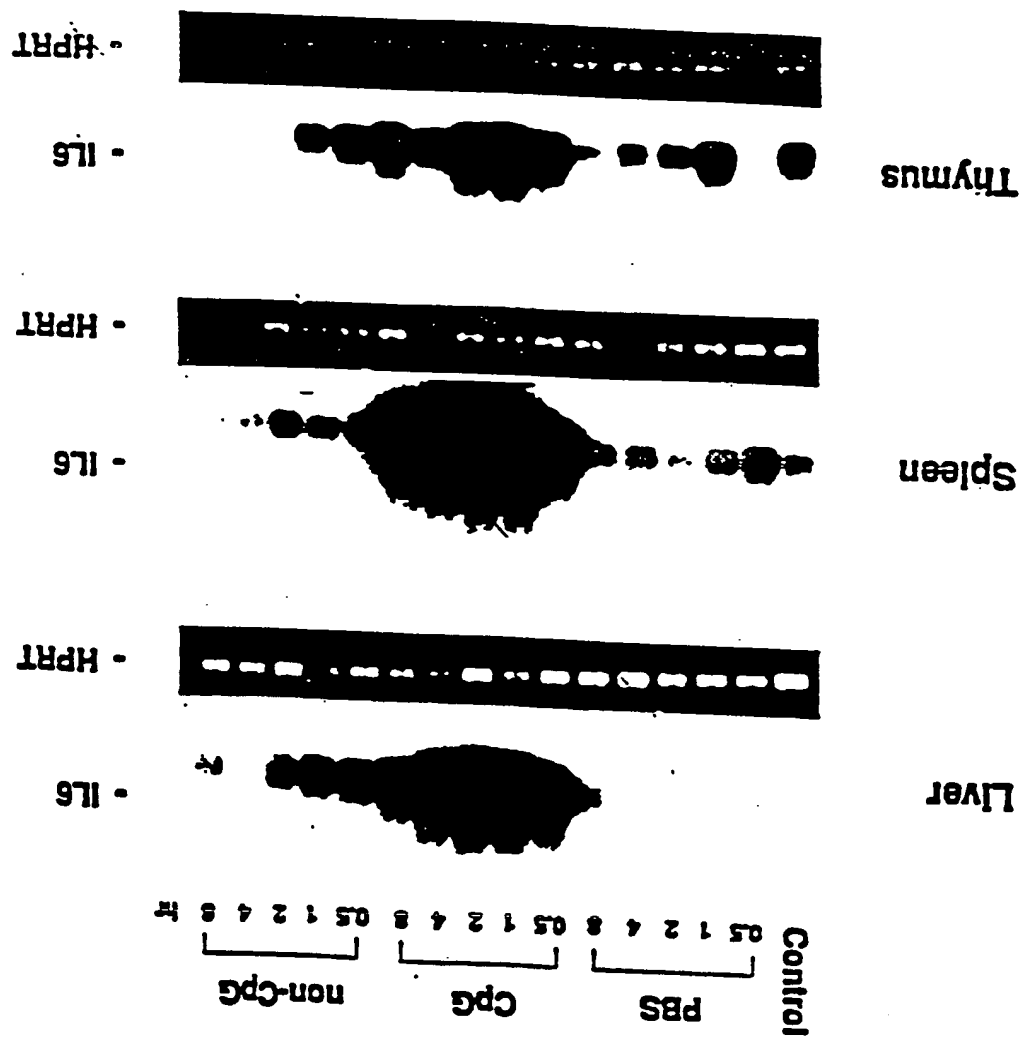 Control PBS CpG non-CpG
0.5 1 2 4 8 0.5 1 2 4 8 0.5 1 2 4 8 hr
Liver - IL6
- HPRT
Spleen - IL6
- HPRT
Thymus - IL6
- HPRT